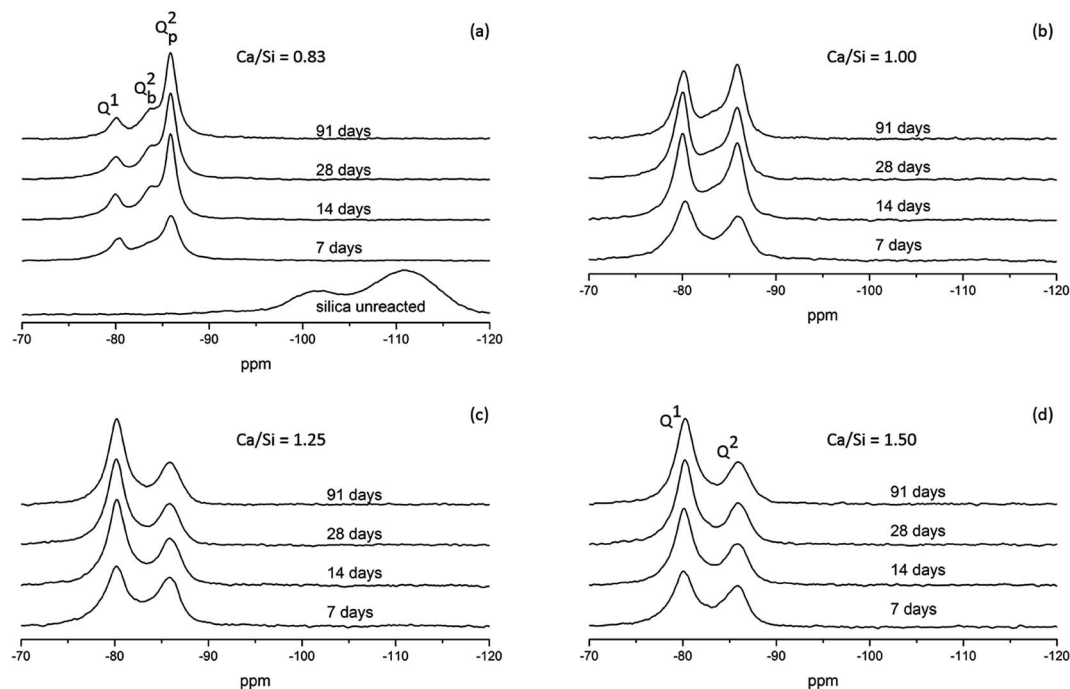 (a)
Ca/Si = 0.83
Q¹
Q²b
Q²p
91 days
28 days
14 days
7 days
silica unreacted
-70 -80 -90 -100 -110 -120
ppm
(b)
Ca/Si = 1.00
91 days
28 days
14 days
7 days
-70 -80 -90 -100 -110 -120
ppm
(c)
Ca/Si = 1.25
91 days
28 days
14 days
7 days
-70 -80 -90 -100 -110 -120
ppm
(d)
Ca/Si = 1.50
Q¹
Q²
91 days
28 days
14 days
7 days
-70 -80 -90 -100 -110 -120
ppm